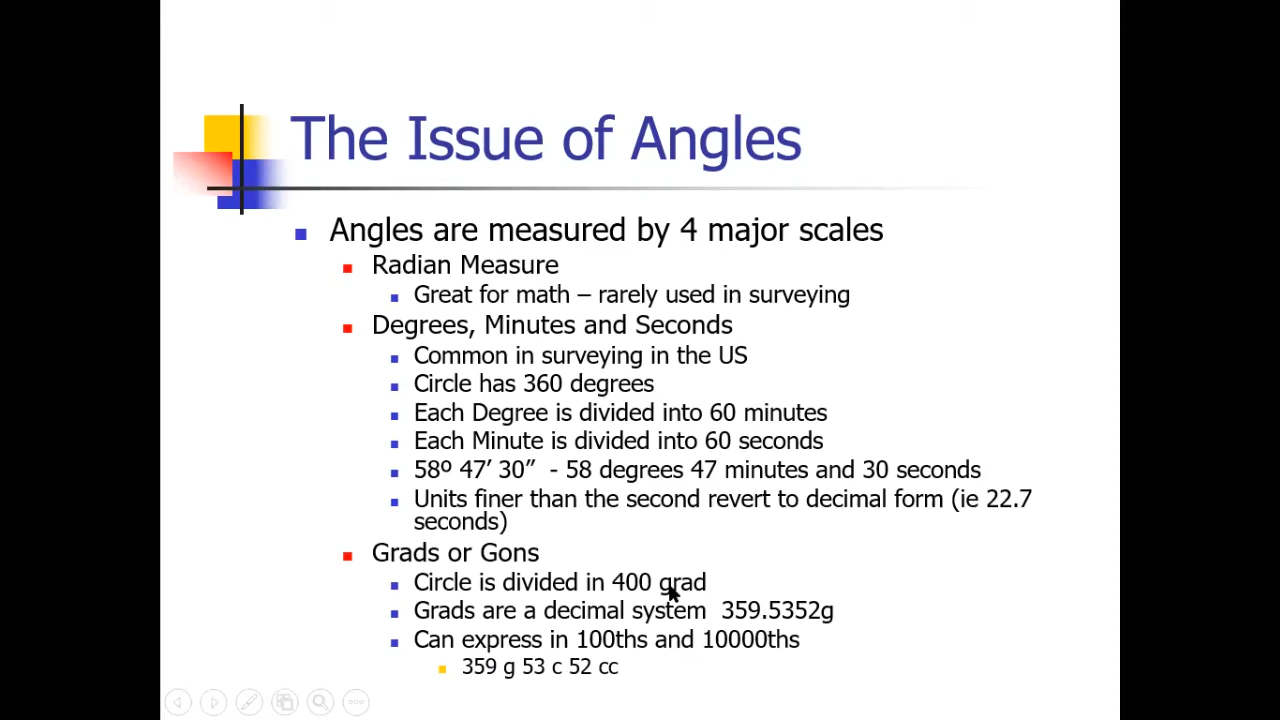 The Issue of Angles
Angles are measured by 4 major scales
Radian Measure
Great for math – rarely used in surveying
Degrees, Minutes and Seconds
Common in surveying in the US
Circle has 360 degrees
Each Degree is divided into 60 minutes
Each Minute is divided into 60 seconds
58º 47’ 30” - 58 degrees 47 minutes and 30 seconds
Units finer than the second revert to decimal form (ie 22.7
seconds)
Grads or Gons
Circle is divided in 400 grad
Grads are a decimal system 359.5352g
Can express in 100ths and 10000ths
359 g 53 c 52 cc